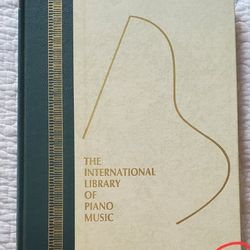 THE
INTERNATIONAL
LIBRARY
OF
PIANO
MUSIC